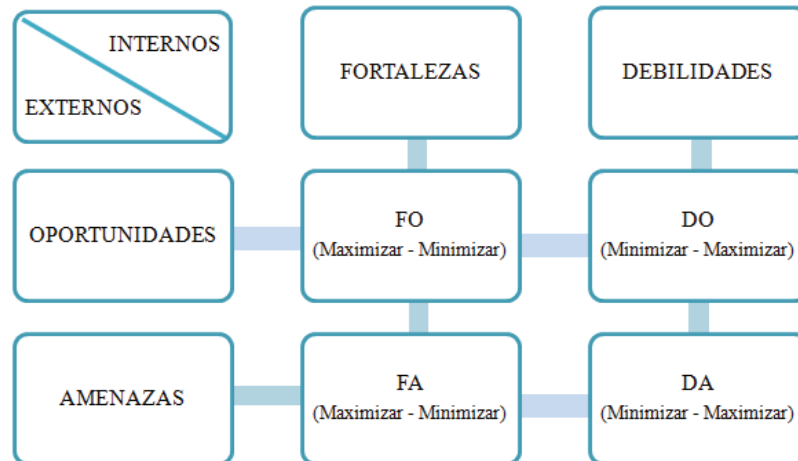 INTERNOS
EXTERNOS
FORTALEZAS
DEBILIDADES
OPORTUNIDADES
FO
(Maximizar - Minimizar)
DO
(Minimizar - Maximizar)
AMENAZAS
FA
(Maximizar - Minimizar)
DA
(Minimizar - Maximizar)